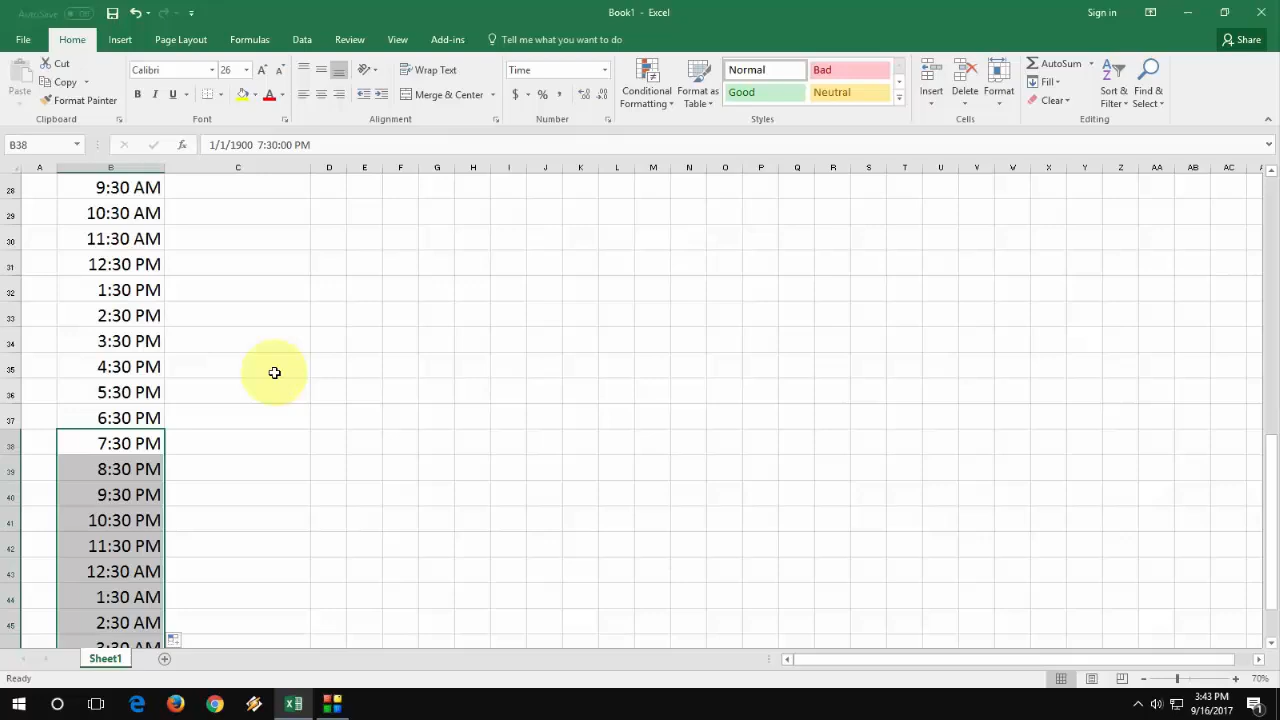 AutoSave Off
Book1 - Excel
Sign in
File Home Insert Page Layout Formulas Data Review View Add-ins Tell me what you want to do Share
Paste
Cut
Copy
Format Painter
Clipboard
Calibri 26
B I U
Font
Wrap Text
Merge & Center
Alignment
Time
$ % ,
Number
Conditional Formatting
Format as Table
Normal Bad
Good Neutral
Styles
Insert Delete Format
Cells
AutoSum
Fill
Clear
Sort & Filter
Find & Select
Editing
B38 fx 1/1/1900 7:30:00 PM
A B C D E F G H I J K L M N O P Q R S T U V W X Y Z AA AB AC
28 9:30 AM
29 10:30 AM
30 11:30 AM
31 12:30 PM
32 1:30 PM
33 2:30 PM
34 3:30 PM
35 4:30 PM
36 5:30 PM
37 6:30 PM
38 7:30 PM
39 8:30 PM
40 9:30 PM
41 10:30 PM
42 11:30 PM
43 12:30 AM
44 1:30 AM
45 2:30 AM
3:30 AM
Sheet1
Ready
70%
3:43 PM
9/16/2017